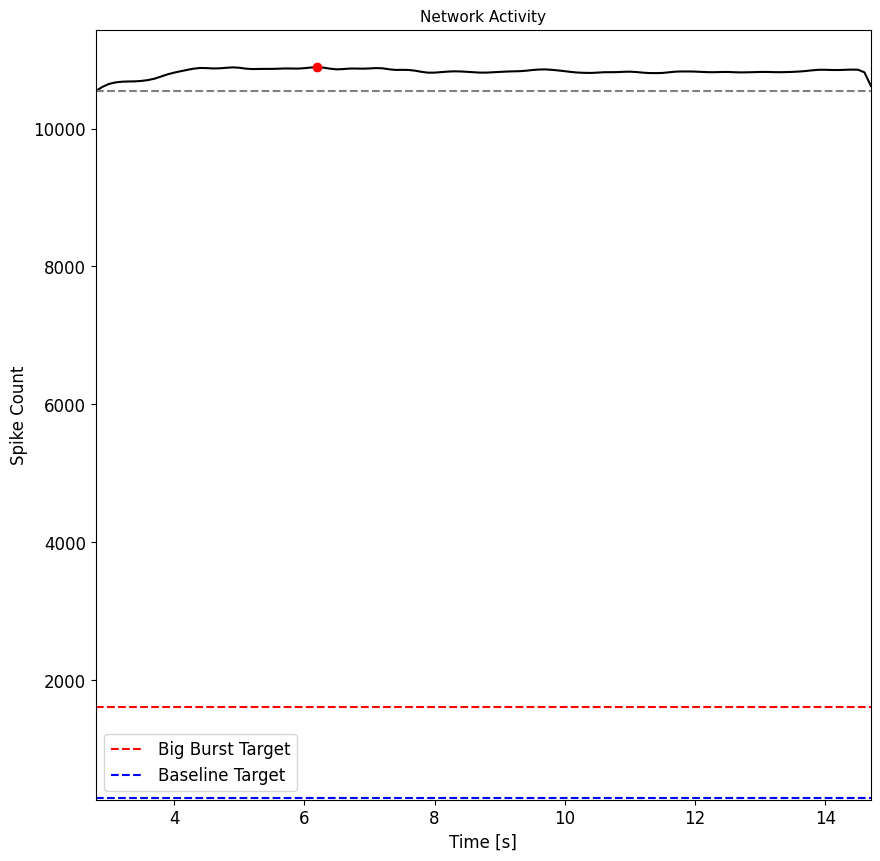 Network Activity
10000
8000
6000
4000
2000
Spike Count
Big Burst Target
Baseline Target
4 6 8 10 12 14
Time [s]